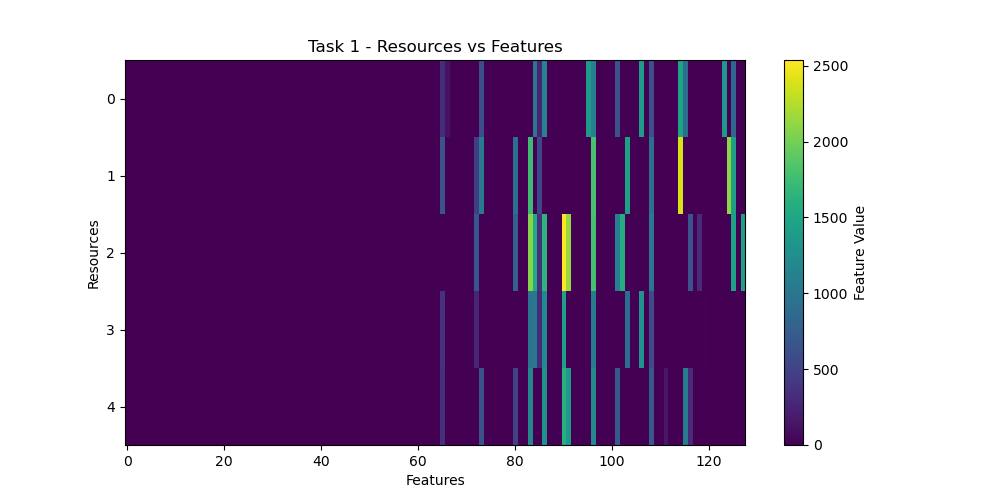 Task 1 - Resources vs Features
Resources
0
1
2
3
4
0 20 40 60 80 100 120
Features
2500
2000
1500
1000
500
0
Feature Value